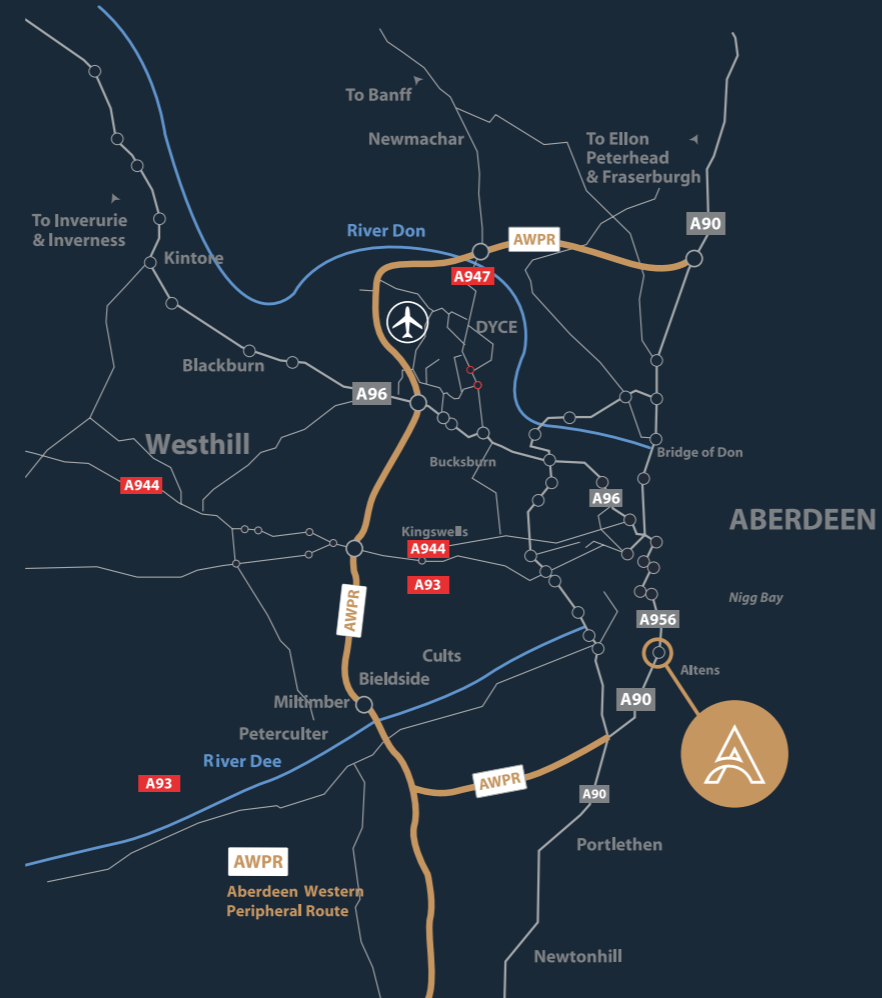 To Banff
Newmachar
To Ellon
Peterhead
& Fraserburgh
To Inverurie
& Inverness
River Don
AWPR
A90
Kintore
A947
DYCE
Blackburn
A96
Westhill
Bridge of Don
Bucksburn
A944
A96
ABERDEEN
Kingswells
A944
A93
AWPR
Nigg Bay
A956
Cults
Altens
Bieldside
Miltimber
A90
Peterculter
River Dee
A93
AWPR
A90
Portlethen
AWPR
Aberdeen Western
Peripheral Route
Newtonhill